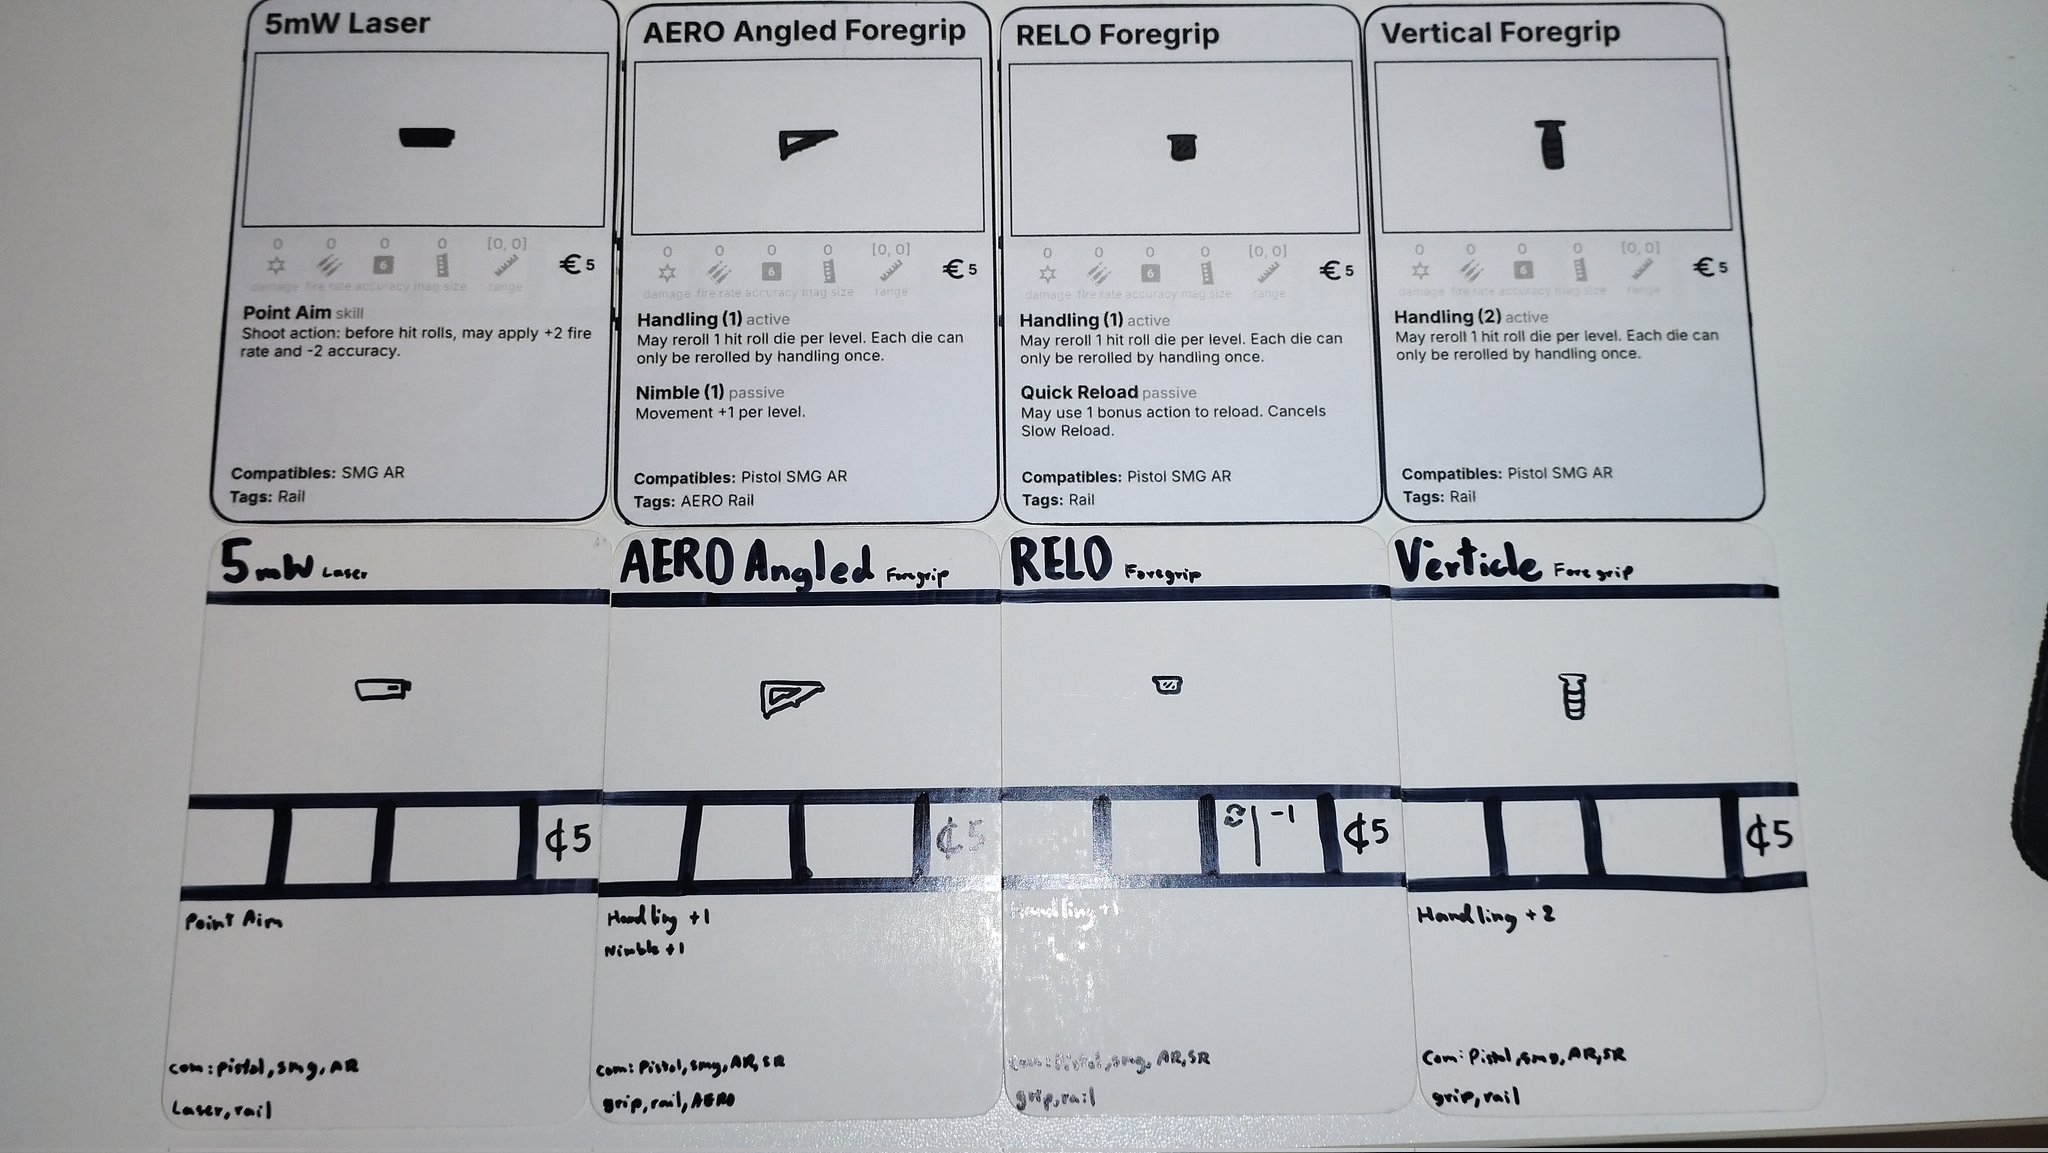 5mW Laser
0 0 0 0 [0, 0]
6
€ 5
damage fire rate accuracy mag size range
Point Aim skill
Shoot action: before hit rolls, may apply +2 fire
rate and -2 accuracy.
Compatibles: SMG AR
Tags: Rail
AERO Angled Foregrip
0 0 0 0 [0, 0]
6
€ 5
damage fire rate accuracy mag size range
Handling (1) active
May reroll 1 hit roll die per level. Each die can
only be rerolled by handling once.
Nimble (1) passive
Movement +1 per level.
Compatibles: Pistol SMG AR
Tags: AERO Rail
RELO Foregrip
0 0 0 0 [0, 0]
6
€ 5
damage fire rate accuracy mag size range
Handling (1) active
May reroll 1 hit roll die per level. Each die can
only be rerolled by handling once.
Quick Reload passive
May use 1 bonus action to reload. Cancels
Slow Reload.
Compatibles: Pistol SMG AR
Tags: Rail
Vertical Foregrip
0 0 0 0 [0, 0]
6
€ 5
damage fire rate accuracy mag size range
Handling (2) active
May reroll 1 hit roll die per level. Each die can
only be rerolled by handling once.
Compatibles: Pistol SMG AR
Tags: Rail
5mW Laser
¢5
Point Aim
com: pistol, smg, AR
Laser, rail
AERO Angled Foregrip
¢5
Handling +1
Nimble +1
com: Pistol, smg, AR, SR
grip, rail, AERO
RELO Foregrip
-1
¢5
Handling +1
com: Pistol, smg, AR, SR
grip, rail
Verticle Foregrip
¢5
Handling +2
Com: Pistol, smg, AR, SR
grip, rail